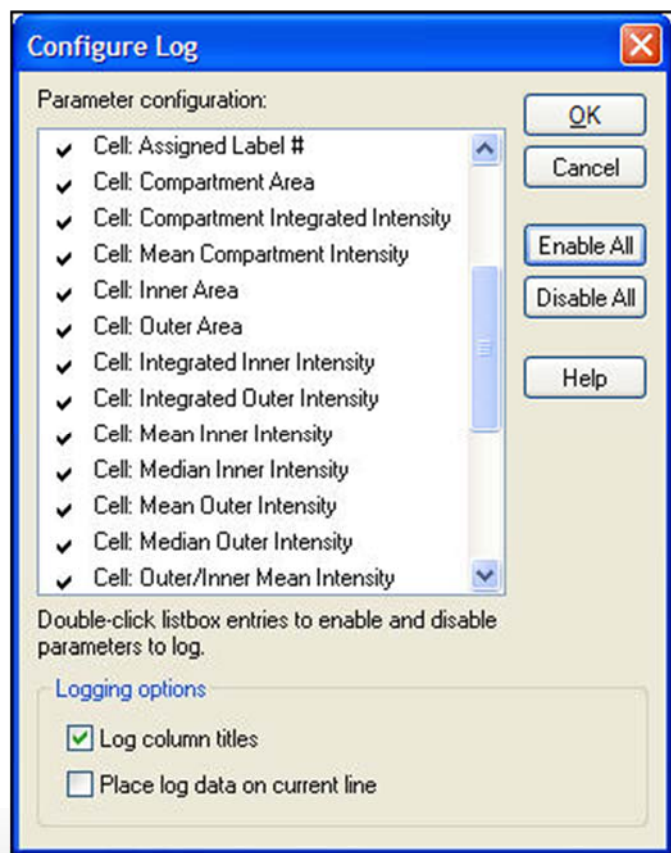 Configure Log
Parameter configuration:
Cell: Assigned Label #
Cell: Compartment Area
Cell: Compartment Integrated Intensity
Cell: Mean Compartment Intensity
Cell: Inner Area
Cell: Outer Area
Cell: Integrated Inner Intensity
Cell: Integrated Outer Intensity
Cell: Mean Inner Intensity
Cell: Median Inner Intensity
Cell: Mean Outer Intensity
Cell: Median Outer Intensity
Cell: Outer/Inner Mean Intensity
OK
Cancel
Enable All
Disable All
Help
Double-click listbox entries to enable and disable
parameters to log.
Logging options
Log column titles
Place log data on current line